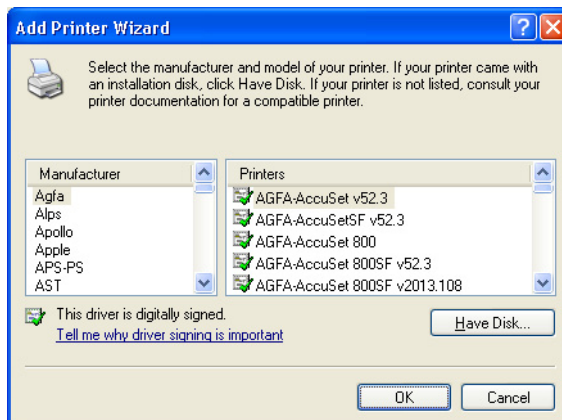 Add Printer Wizard
Select the manufacturer and model of your printer. If your printer came with
an installation disk, click Have Disk. If your printer is not listed, consult your
printer documentation for a compatible printer.
Manufacturer
Agfa
Alps
Apollo
Apple
APS-PS
AST
Printers
AGFA-AccuSet v52.3
AGFA-AccuSetSF v52.3
AGFA-AccuSet 800
AGFA-AccuSet 800SF v52.3
AGFA-AccuSet 800SF v2013.108
This driver is digitally signed.
Tell me why driver signing is important
Have Disk...
OK
Cancel